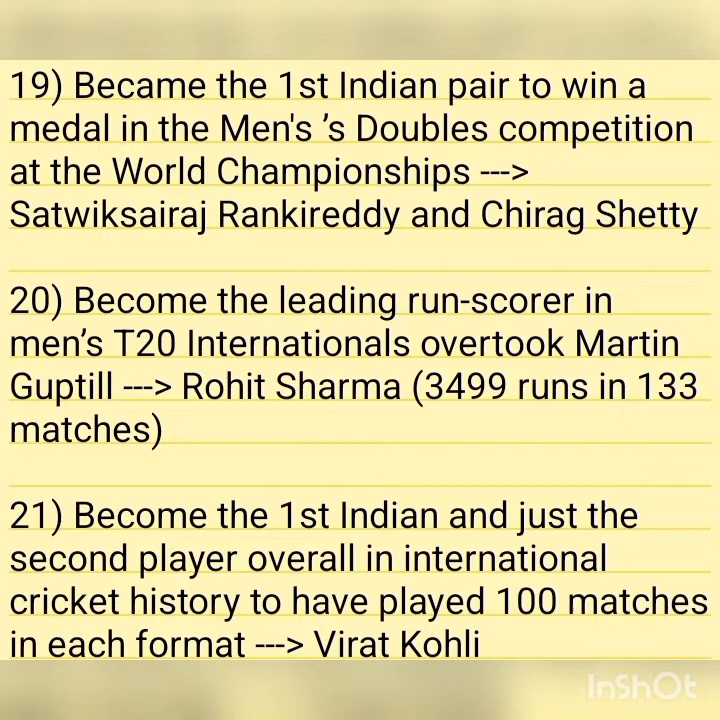 19) Became the 1st Indian pair to win a
medal in the Men's ’s Doubles competition
at the World Championships --->
Satwiksairaj Rankireddy and Chirag Shetty
20) Become the leading run-scorer in
men’s T20 Internationals overtook Martin
Guptill ---> Rohit Sharma (3499 runs in 133
matches)
21) Become the 1st Indian and just the
second player overall in international
cricket history to have played 100 matches
in each format ---> Virat Kohli
InShOt